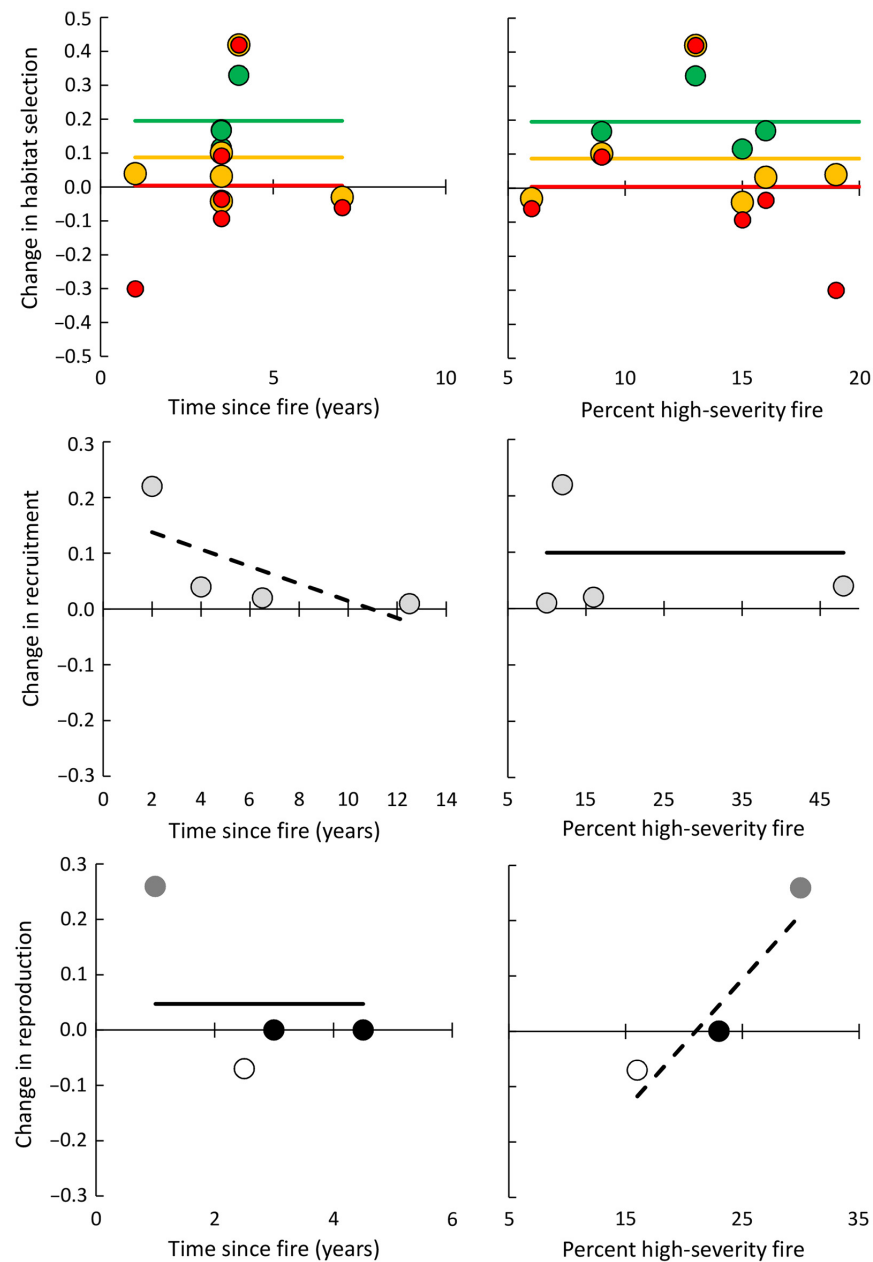 Change in habitat selection
0.5
0.4
0.3
0.2
0.1
0.0
−0.1
−0.2
−0.3
−0.4
−0.5
0 5 10
Time since fire (years)
5 10 15 20
Percent high-severity fire
Change in recruitment
0.3
0.2
0.1
0.0
−0.1
−0.2
−0.3
0 2 4 6 8 10 12 14
Time since fire (years)
5 15 25 35 45
Percent high-severity fire
Change in reproduction
0.3
0.2
0.1
0.0
−0.1
−0.2
−0.3
0 2 4 6
Time since fire (years)
5 15 25 35
Percent high-severity fire